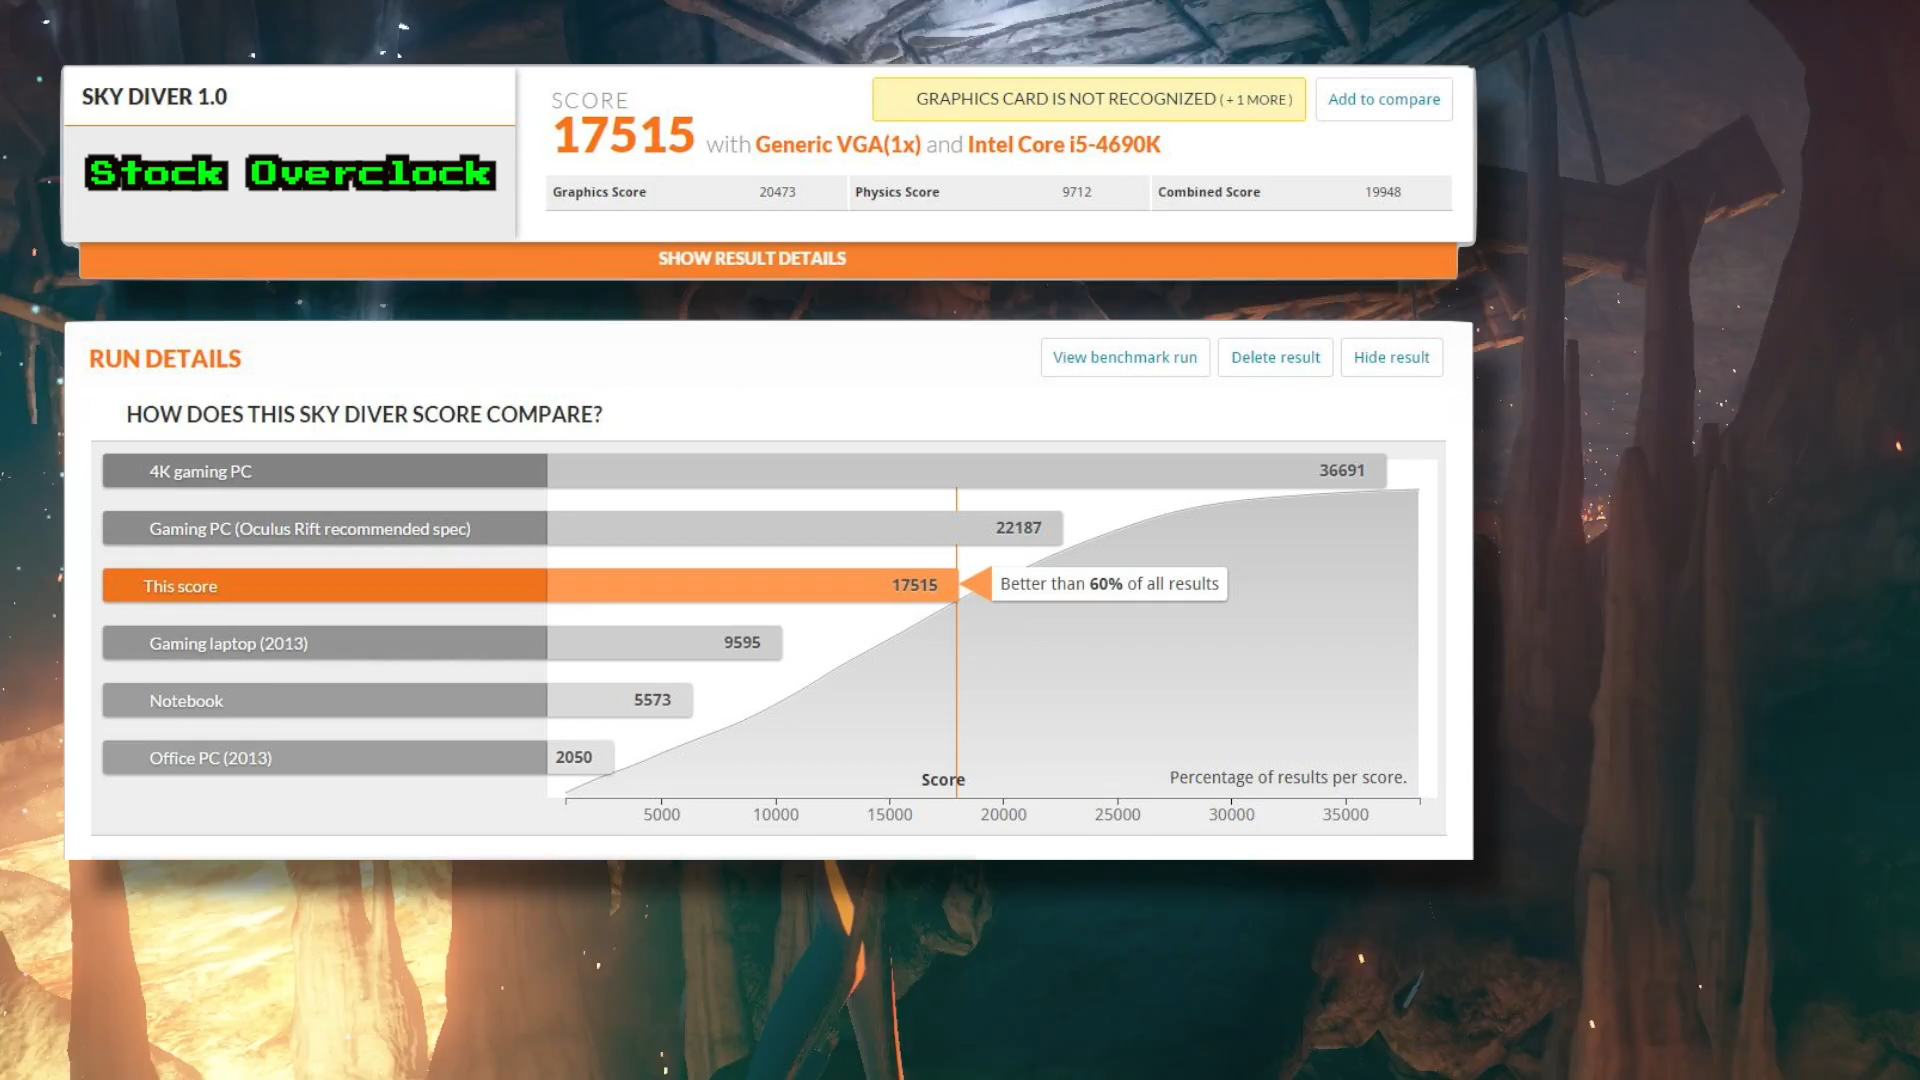 SKY DIVER 1.0
Stock Overclock
SCORE
17515 with Generic VGA(1x) and Intel Core i5-4690K
GRAPHICS CARD IS NOT RECOGNIZED ( + 1 MORE )
Add to compare
Graphics Score 20473 Physics Score 9712 Combined Score 19948
SHOW RESULT DETAILS
RUN DETAILS
View benchmark run Delete result Hide result
HOW DOES THIS SKY DIVER SCORE COMPARE?
4K gaming PC 36691
Gaming PC (Oculus Rift recommended spec) 22187
This score 17515 Better than 60% of all results
Gaming laptop (2013) 9595
Notebook 5573
Office PC (2013) 2050
Score Percentage of results per score.
5000 10000 15000 20000 25000 30000 35000